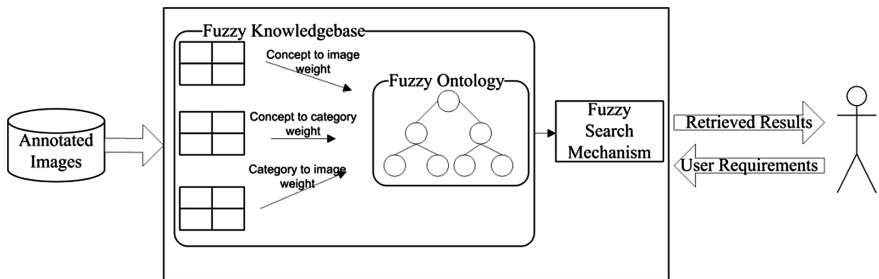 Fuzzy Knowledgebase
Concept to image
weight
Fuzzy Ontology
Concept to category
weight
Category to image
weight
Annotated
Images
Fuzzy
Search
Mechanism
Retrieved Results
User Requirements